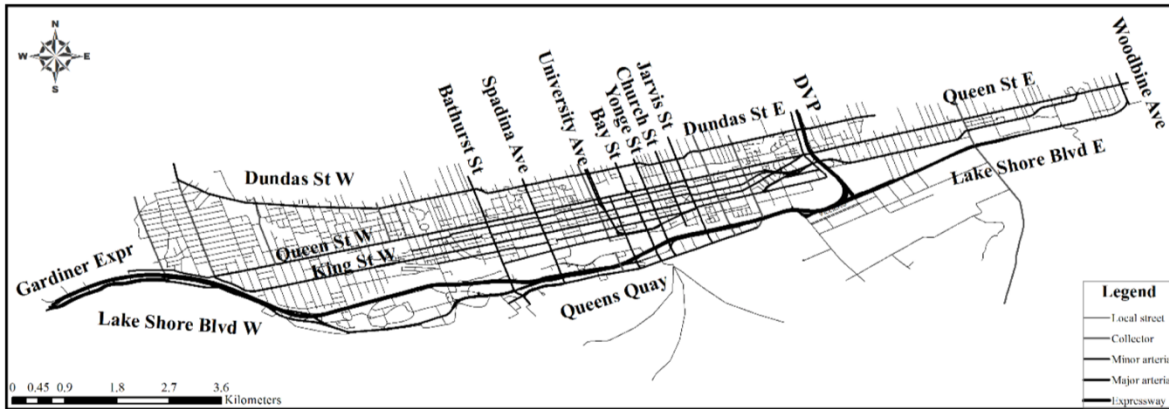 N
W E
S
Bathurst St
Spadina Ave
University Ave
Bay St
Yonge St
Church St
Jarvis St
Dundas St E
DVP
Queen St E
Woodbine Ave
Dundas St W
Queen St W
King St W
Gardiner Expr
Lake Shore Blvd W
Queens Quay
Lake Shore Blvd E
Legend
Local street
Collector
Minor arteria
Major arteria
Expressway
0 0.45 0.9 1.8 2.7 3.6
Kilometers